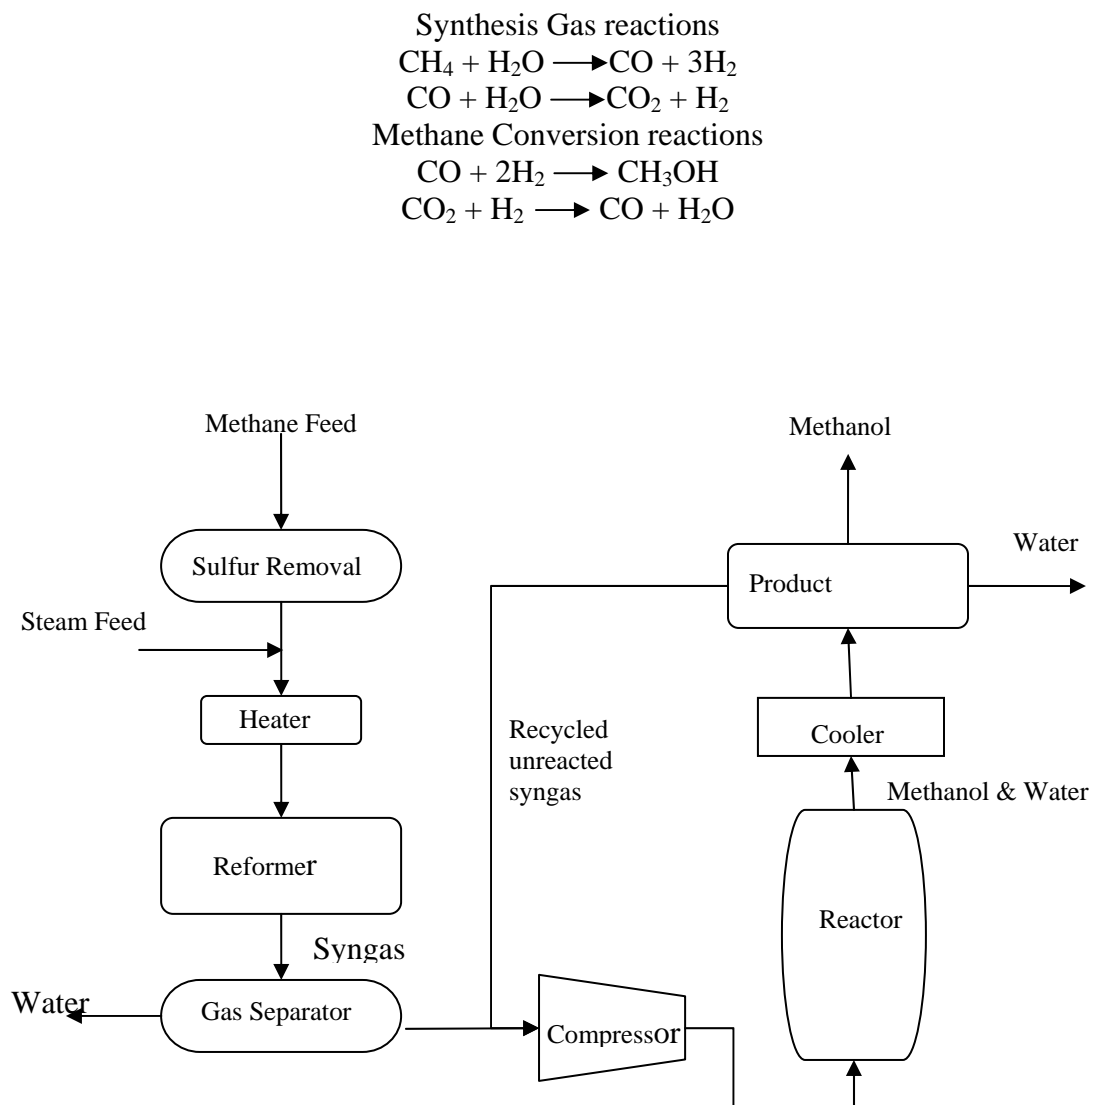 Synthesis Gas reactions
CH₄ + H₂O ⟶ CO + 3H₂
CO + H₂O ⟶ CO₂ + H₂
Methane Conversion reactions
CO + 2H₂ ⟶ CH₃OH
CO₂ + H₂ ⟶ CO + H₂O
Methane Feed
Sulfur Removal
Steam Feed
Heater
Reformer
Syngas
Water
Gas Separator
Compressor
Recycled
unreacted
syngas
Methanol
Water
Product
Cooler
Methanol & Water
Reactor